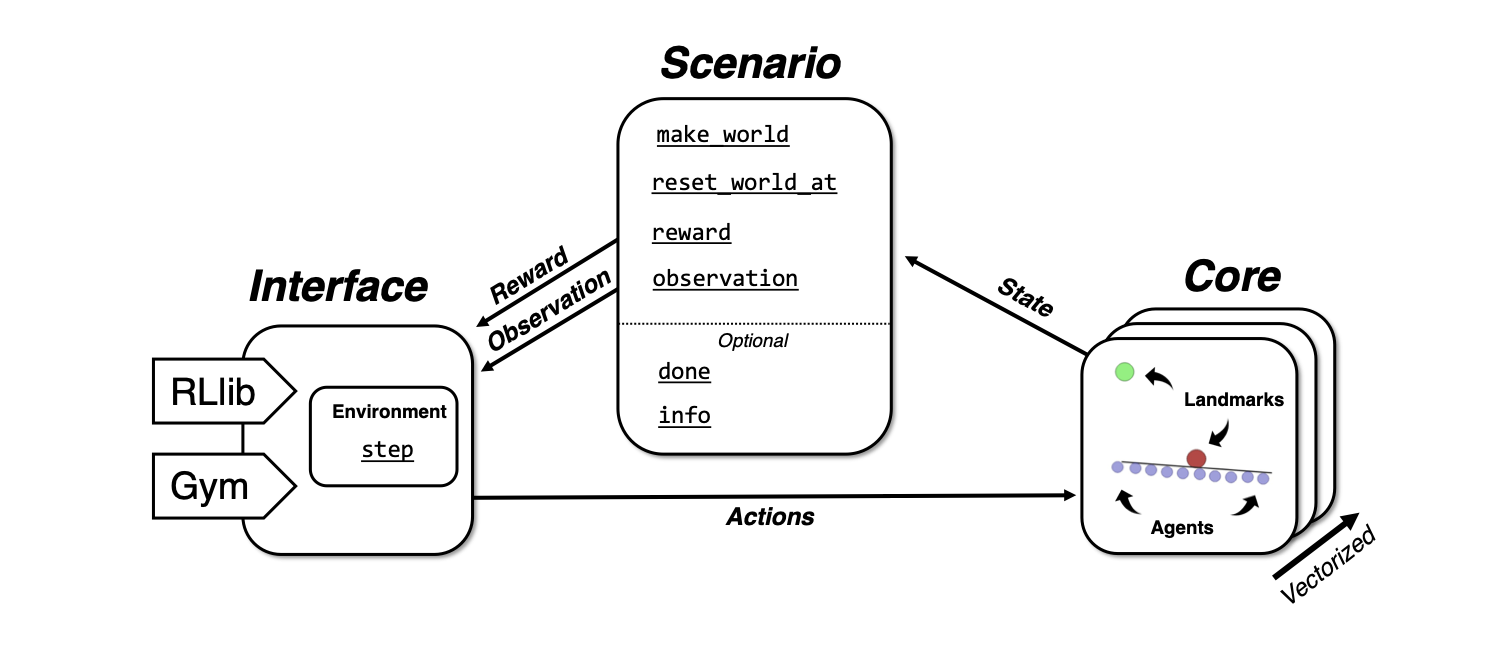 Scenario
make_world
reset_world_at
reward
observation
Optional
done
info
Reward
Observation
Interface
RLlib
Gym
Environment
step
Actions
State
Core
Landmarks
Agents
Vectorized